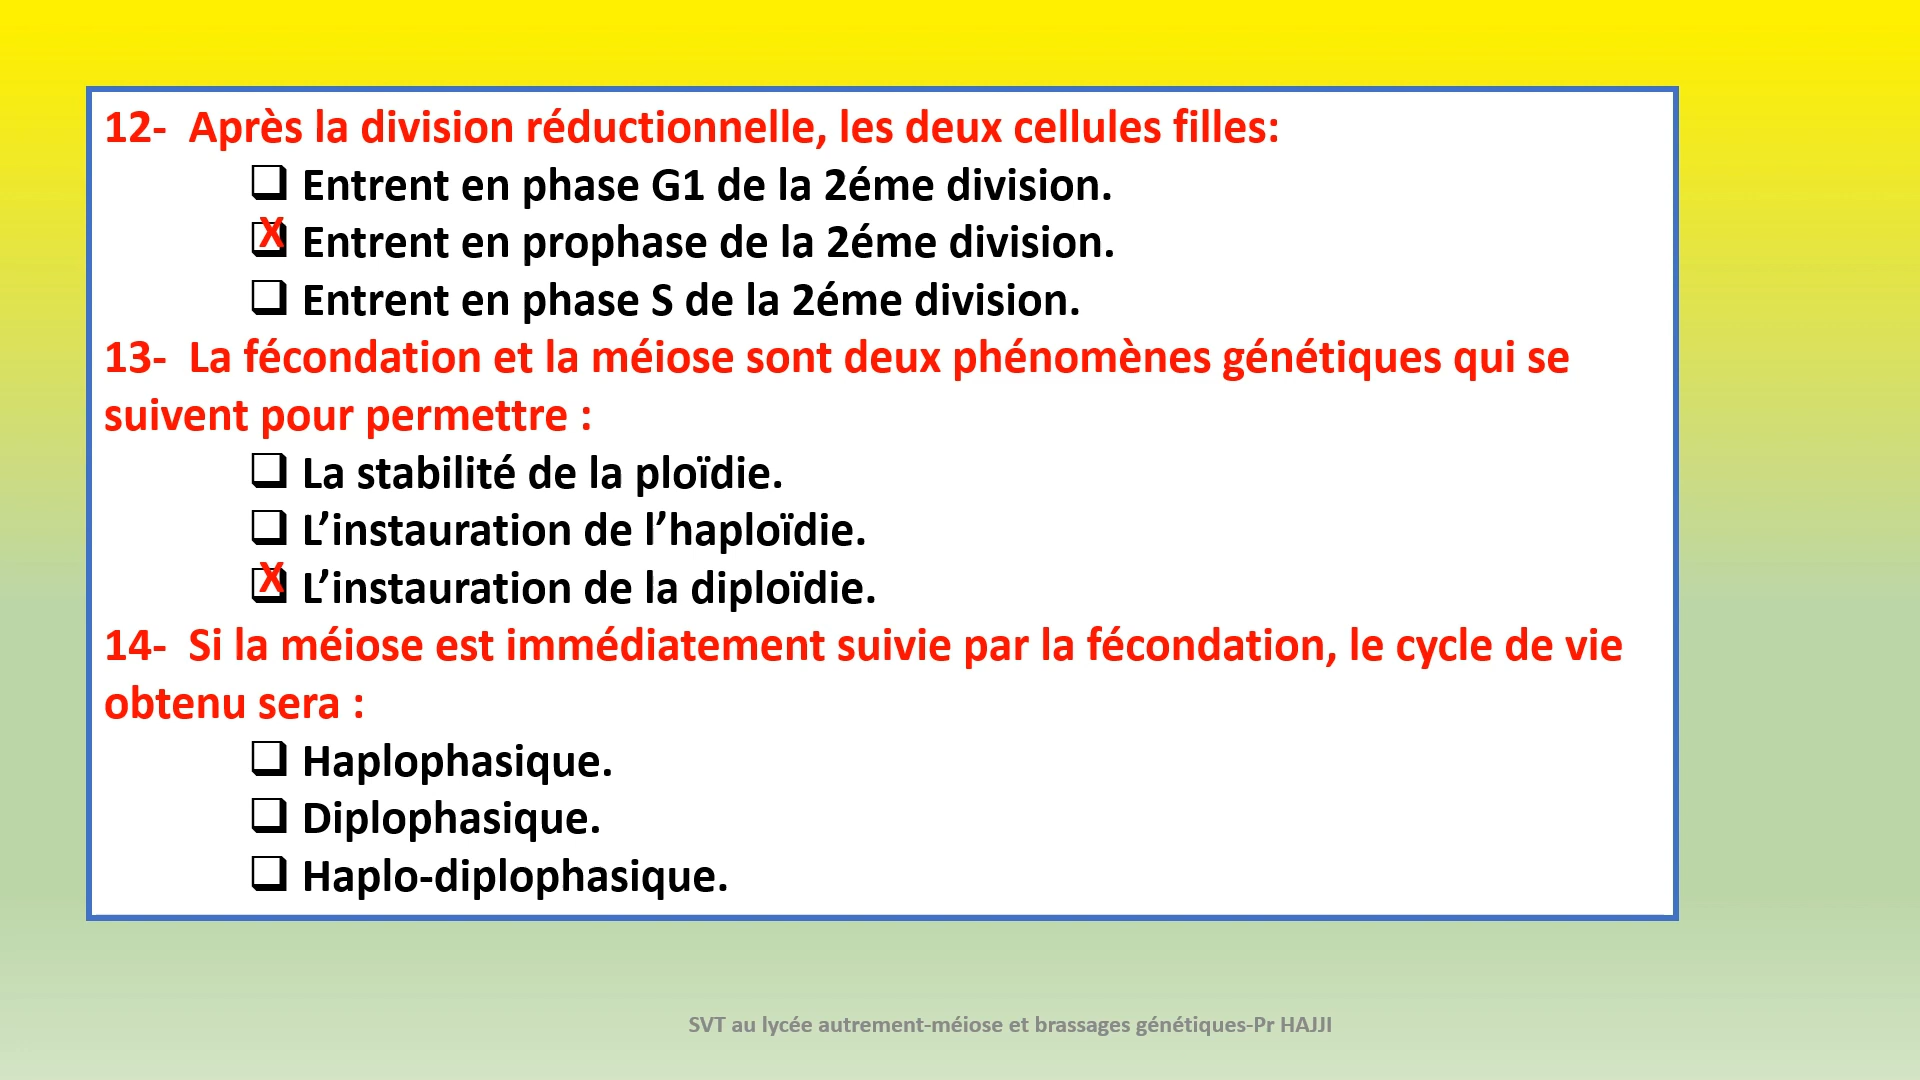 12- Après la division réductionnelle, les deux cellules filles:
❑ Entrent en phase G1 de la 2éme division.
X ❑ Entrent en prophase de la 2éme division.
❑ Entrent en phase S de la 2éme division.
13- La fécondation et la méiose sont deux phénomènes génétiques qui se
suivent pour permettre :
❑ La stabilité de la ploïdie.
❑ L’instauration de l’haploïdie.
X ❑ L’instauration de la diploïdie.
14- Si la méiose est immédiatement suivie par la fécondation, le cycle de vie
obtenu sera :
❑ Haplophasique.
❑ Diplophasique.
❑ Haplo-diplophasique.
SVT au lycée autrement-méiose et brassages génétiques-Pr HAJJI